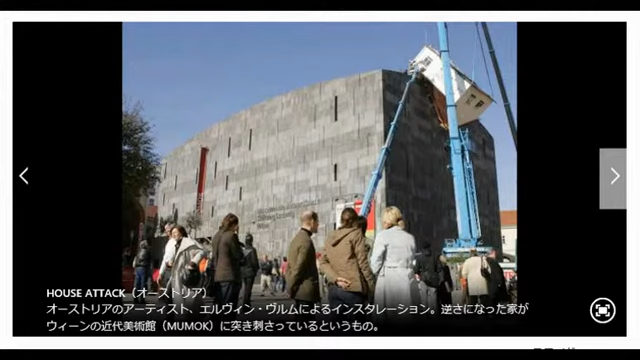 HOUSE ATTACK（オーストリア）
オーストリアのアーティスト、エルヴィン・ヴルムによるインスタレーション。逆さになった家が
ウィーンの近代美術館（MUMOK）に突き刺さっているというもの。